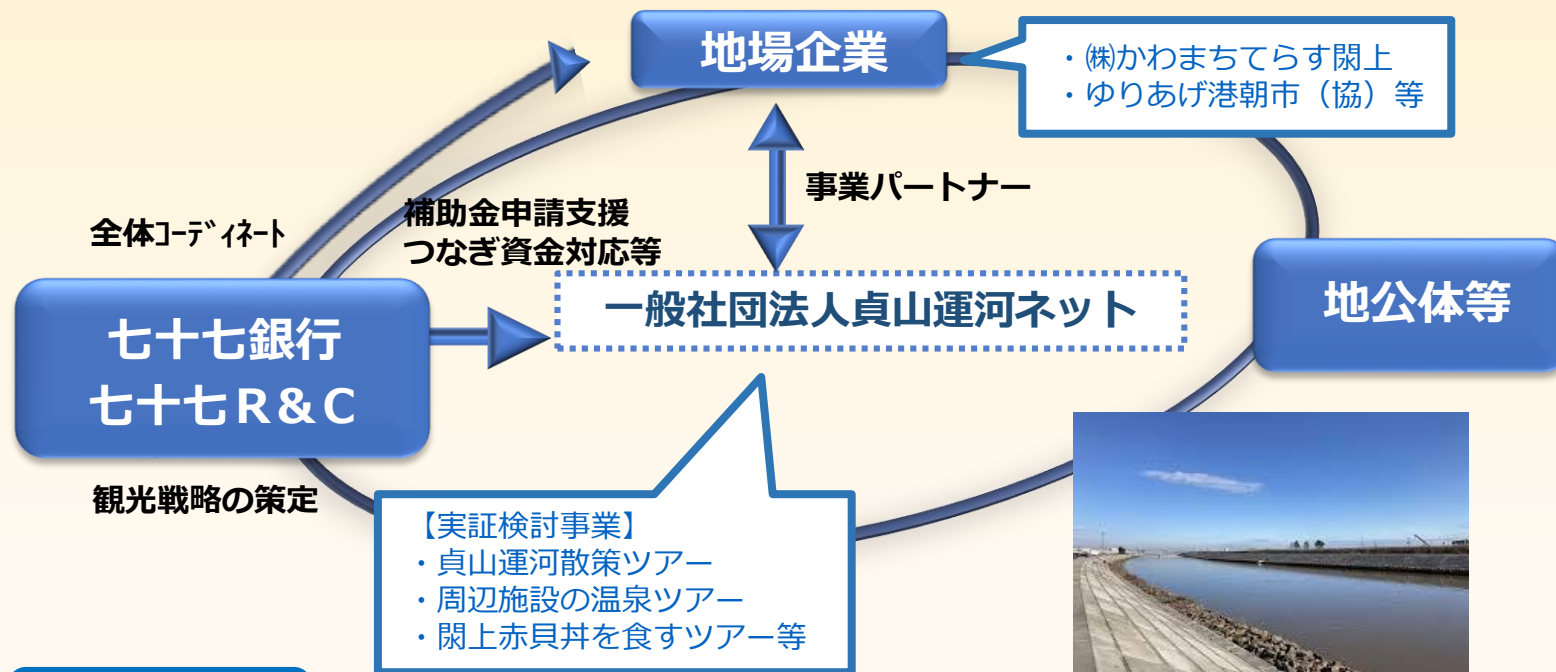 地場企業
・㈱かわまちてらす閖上
・ゆりあげ港朝市（協）等
事業パートナー
全体ｺｰﾃﾞｨﾈｰﾄ
補助金申請支援
つなぎ資金対応等
一般社団法人貞山運河ネット
地公体等
七十七銀行
七十七Ｒ＆Ｃ
観光戦略の策定
【実証検討事業】
・貞山運河散策ツアー
・周辺施設の温泉ツアー
・閖上赤貝丼を食すツアー等